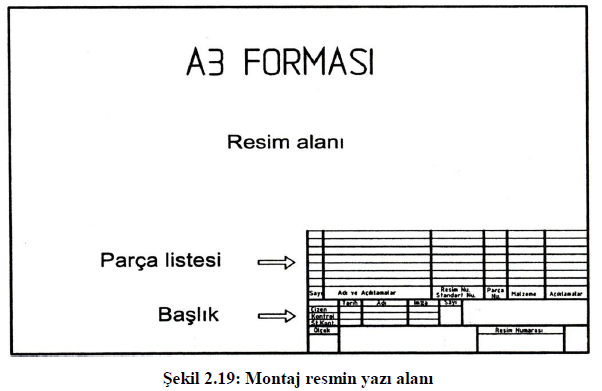 A3 FORMASI
Resim alanı
Parça listesi
Sayı Adı ve Açıklamalar Resim Nu. Standart Nu. Parça Nu. Malzeme Açıklamalar
Başlık
Tarih Adı İmza Sayı
Çizen
Kontrol
St.Kont.
Ölçek Resim Numarası
Şekil 2.19: Montaj resmin yazı alanı